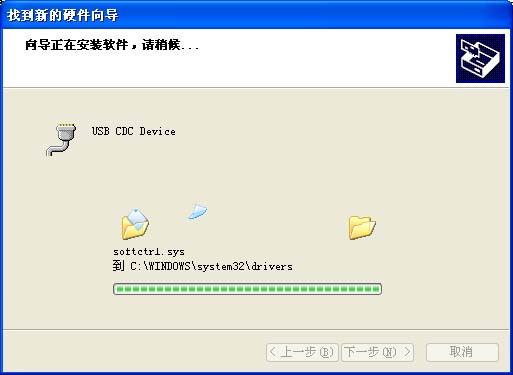 找到新的硬件向导
向导正在安装软件，请稍候...
USB CDC Device
softctrl.sys
到 C:\WINDOWS\system32\drivers
< 上一步(B)
下一步(N) >
取消